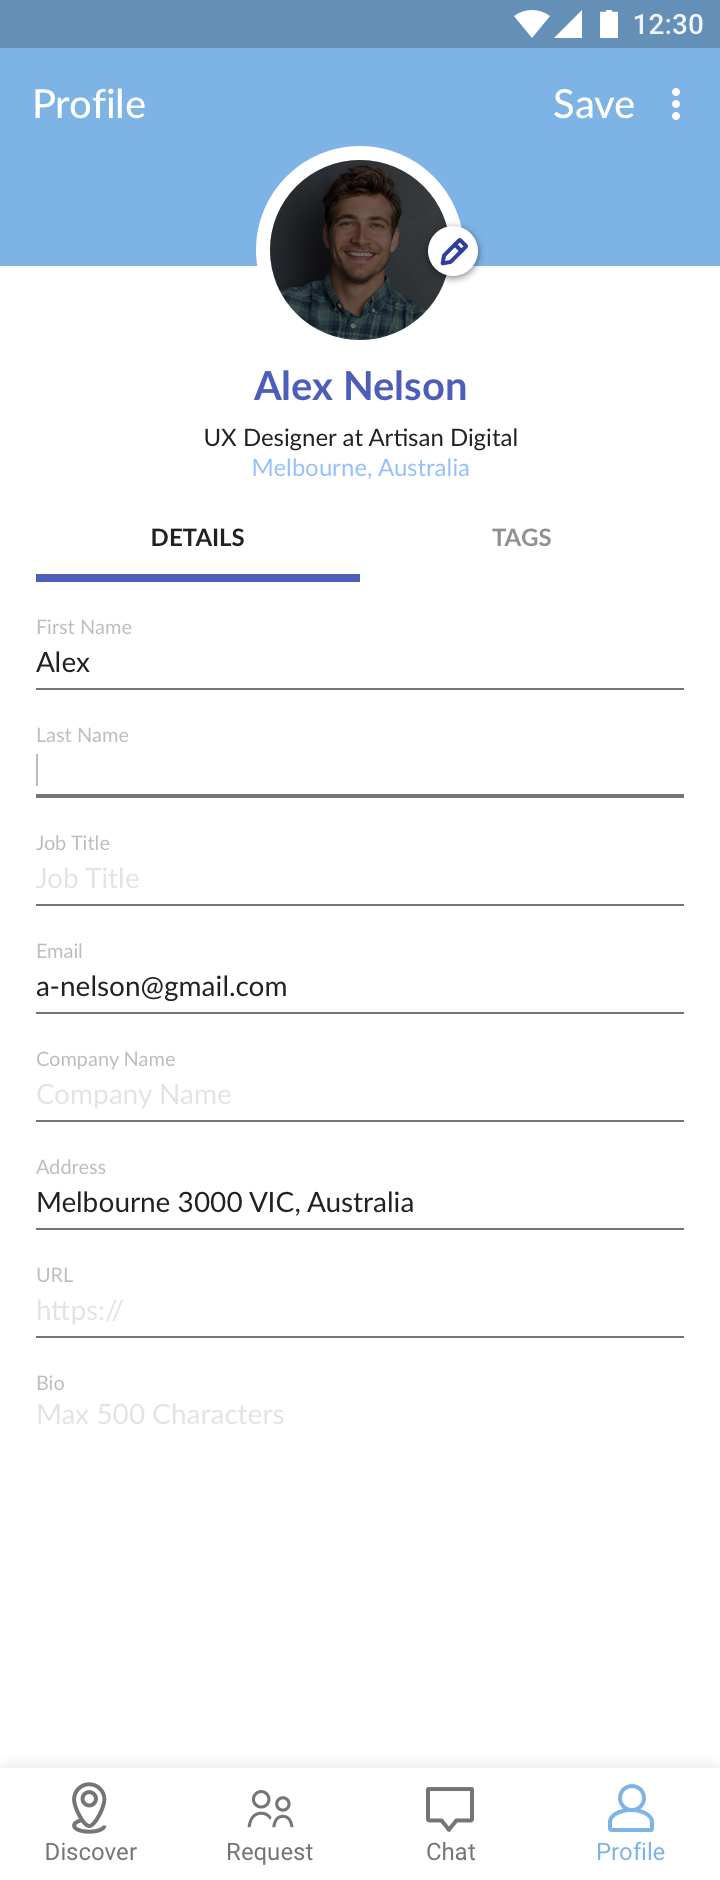 12:30
Profile
Save
Alex Nelson
UX Designer at Artisan Digital
Melbourne, Australia
DETAILS
TAGS
First Name
Alex
Last Name
Job Title
Job Title
Email
a-nelson@gmail.com
Company Name
Company Name
Address
Melbourne 3000 VIC, Australia
URL
https://
Bio
Max 500 Characters
Discover
Request
Chat
Profile